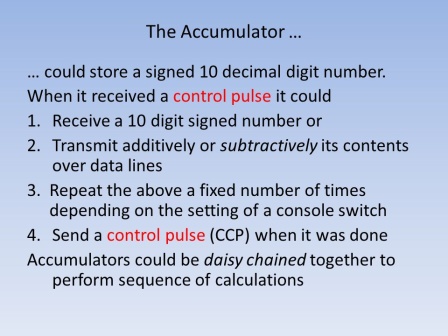 The Accumulator …
… could store a signed 10 decimal digit number.
When it received a control pulse it could
1. Receive a 10 digit signed number or
2. Transmit additively or subtractively its contents
over data lines
3. Repeat the above a fixed number of times
depending on the setting of a console switch
4. Send a control pulse (CCP) when it was done
Accumulators could be daisy chained together to
perform sequence of calculations